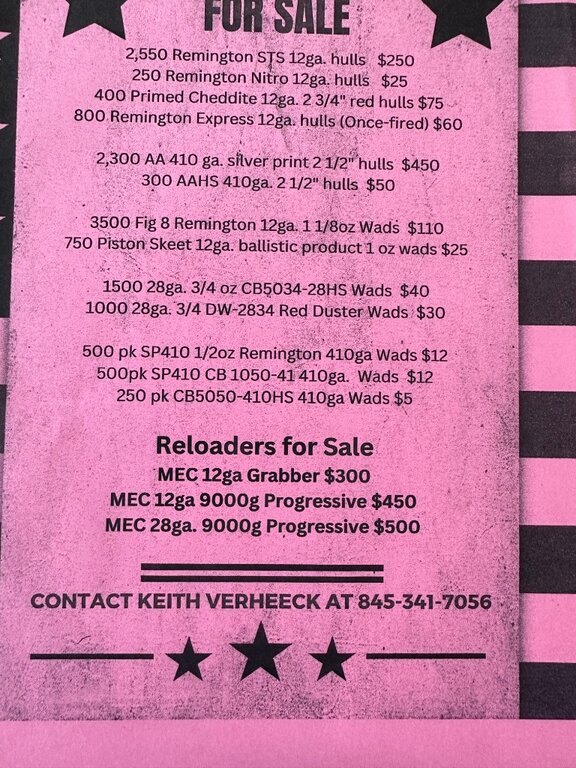 FOR SALE
2,550 Remington STS 12ga. hulls $250
250 Remington Nitro 12ga. hulls $25
400 Primed Cheddite 12ga. 2 3/4" red hulls $75
800 Remington Express 12ga. hulls (Once-fired) $60
2,300 AA 410 ga. silver print 2 1/2" hulls $450
300 AAHS 410ga. 2 1/2" hulls $50
3500 Fig 8 Remington 12ga. 1 1/8oz Wads $110
750 Piston Skeet 12ga. ballistic product 1 oz wads $25
1500 28ga. 3/4 oz CB5034-28HS Wads $40
1000 28ga. 3/4 DW-2834 Red Duster Wads $30
500 pk SP410 1/2oz Remington 410ga Wads $12
500pk SP410 CB 1050-41 410ga. Wads $12
250 pk CB5050-410HS 410ga Wads $5
Reloaders for Sale
MEC 12ga Grabber $300
MEC 12ga 9000g Progressive $450
MEC 28ga. 9000g Progressive $500
CONTACT KEITH VERHEECK AT 845-341-7056